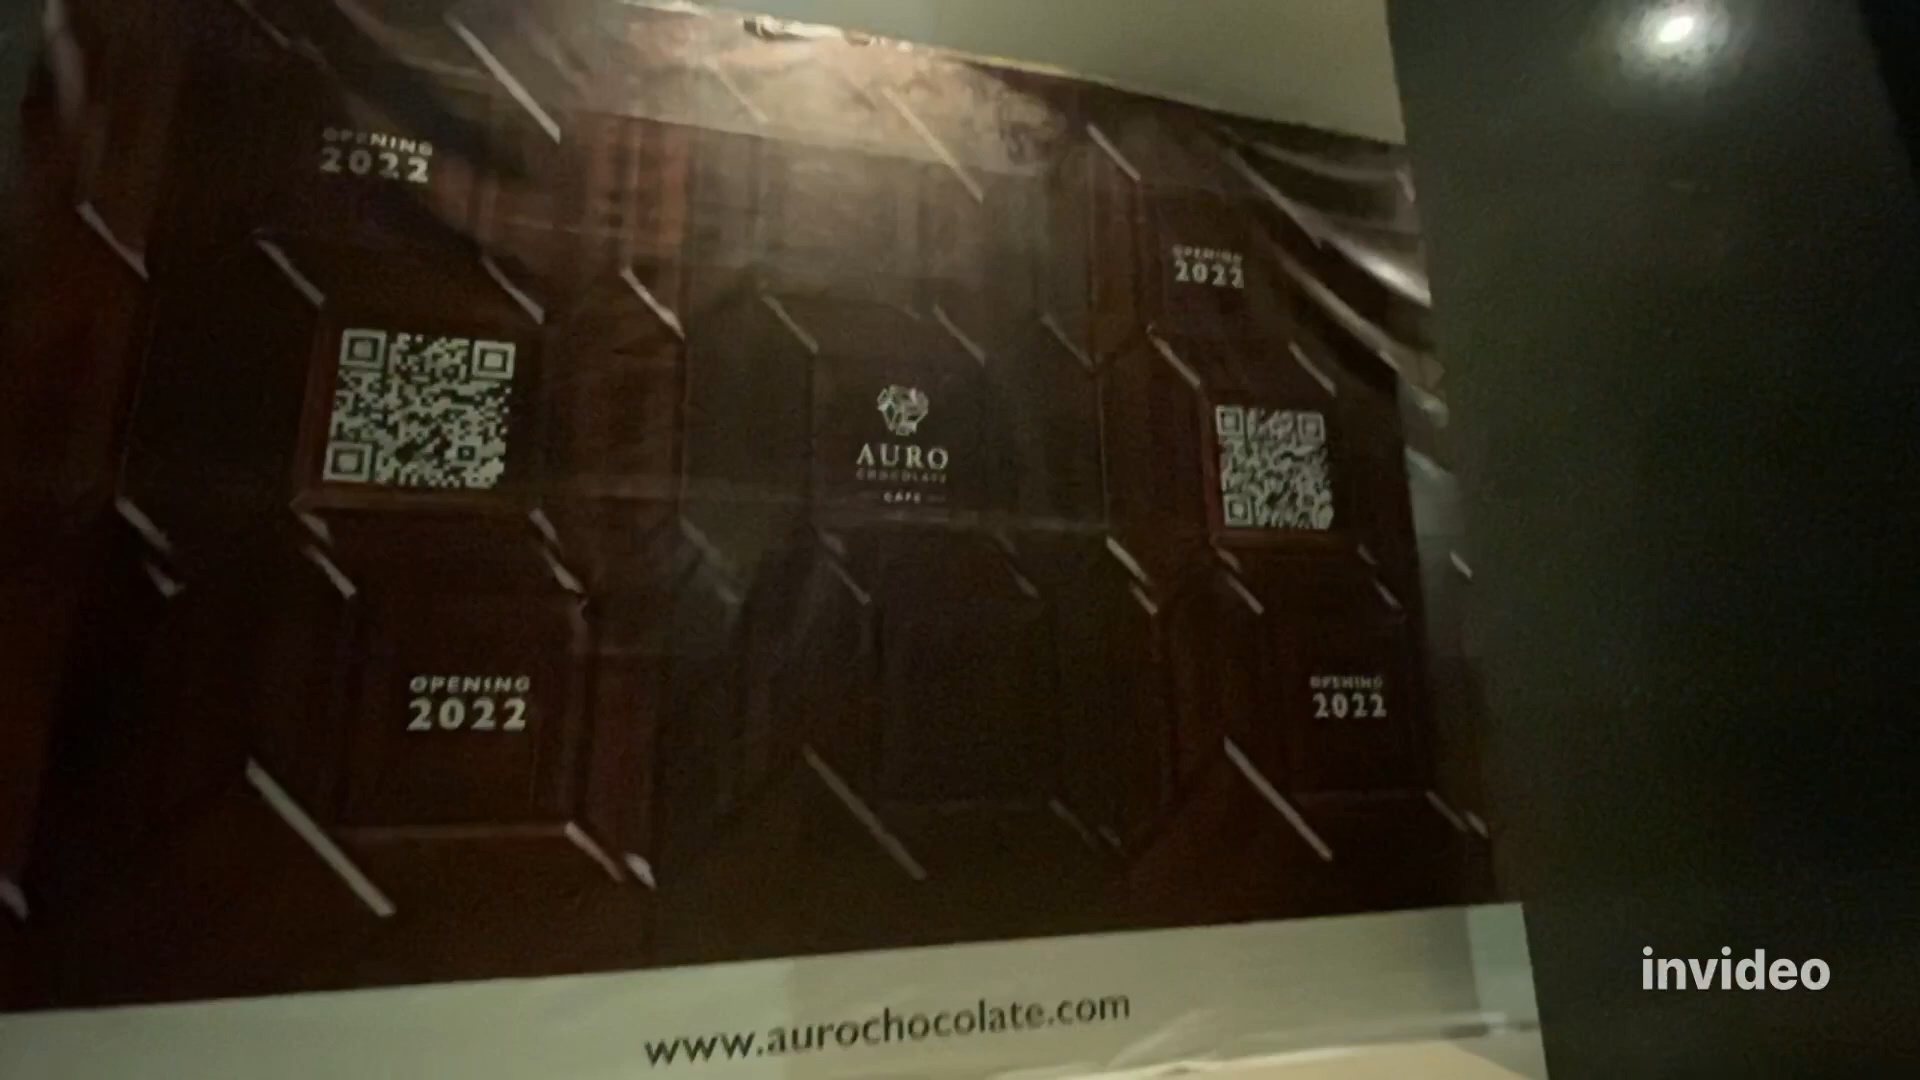 OPENING
2022
OPENING
2022
AURO
CHOCOLATE
CAFE
OPENING
2022
OPENING
2022
www.aurochocolate.com
invideo